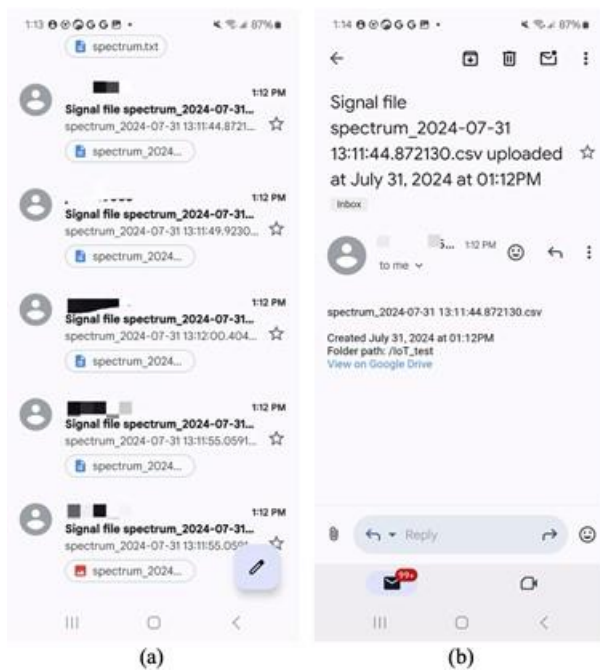 1:13
87%
spectrum.txt
1:12 PM
Signal file spectrum_2024-07-31...
spectrum_2024-07-31 13:11:44.8721...
spectrum_2024...
1:12 PM
Signal file spectrum_2024-07-31...
spectrum_2024-07-31 13:11:49.9230...
spectrum_2024...
1:12 PM
Signal file spectrum_2024-07-31...
spectrum_2024-07-31 13:12:00.404...
spectrum_2024...
1:12 PM
Signal file spectrum_2024-07-31...
spectrum_2024-07-31 13:11:55.0591...
spectrum_2024...
1:12 PM
Signal file spectrum_2024-07-31...
spectrum_2024-07-31 13:11:55.059
spectrum_2024...
(a)
1:14
87%
Signal file
spectrum_2024-07-31
13:11:44.872130.csv uploaded
at July 31, 2024 at 01:12PM
Inbox
1:12 PM
to me
spectrum_2024-07-31 13:11:44.872130.csv
Created July 31, 2024 at 01:12PM
Folder path: /IoT_test
View on Google Drive
Reply
99+
(b)